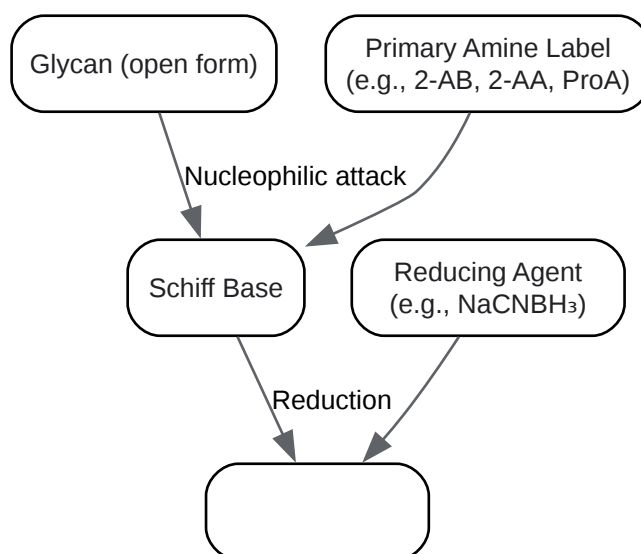 Glycan (open form)
Primary Amine Label
(e.g., 2-AB, 2-AA, ProA)
Nucleophilic attack
Schiff Base
Reducing Agent
(e.g., NaCNBH₃)
Reduction